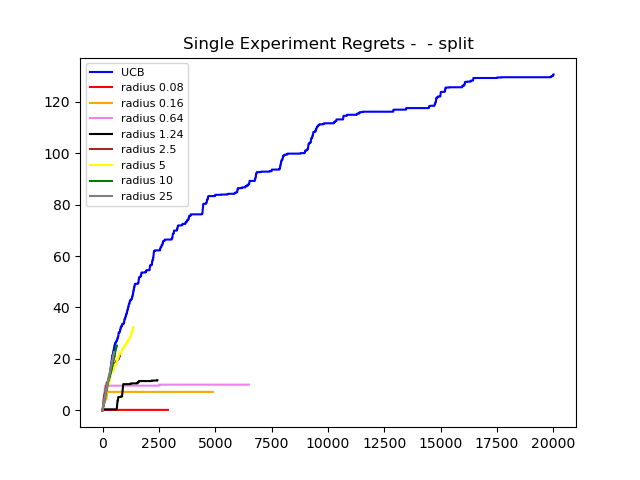 Single Experiment Regrets -  - split
UCB
radius 0.08
radius 0.16
radius 0.64
radius 1.24
radius 2.5
radius 5
radius 10
radius 25
120
100
80
60
40
20
0
0 2500 5000 7500 10000 12500 15000 17500 20000